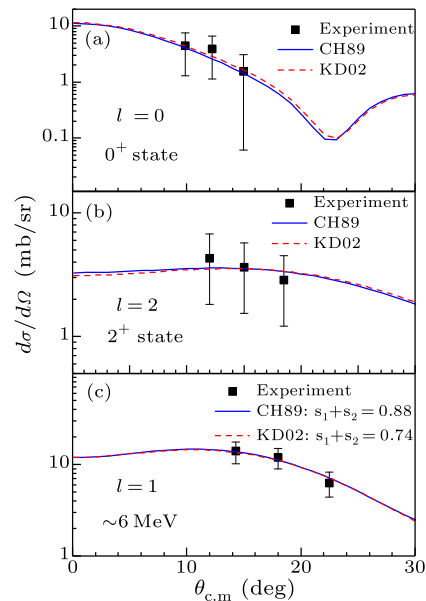 10
(a)
Experiment
CH89
KD02
1
0.1
l = 0
0⁺ state
(b)
10
Experiment
CH89
KD02
l = 2
1
2⁺ state
dσ/dΩ (mb/sr)
(c)
Experiment
CH89: s₁+s₂ = 0.88
KD02: s₁+s₂ = 0.74
10
l = 1
~6 MeV
1
0 10 20 30
θc.m (deg)